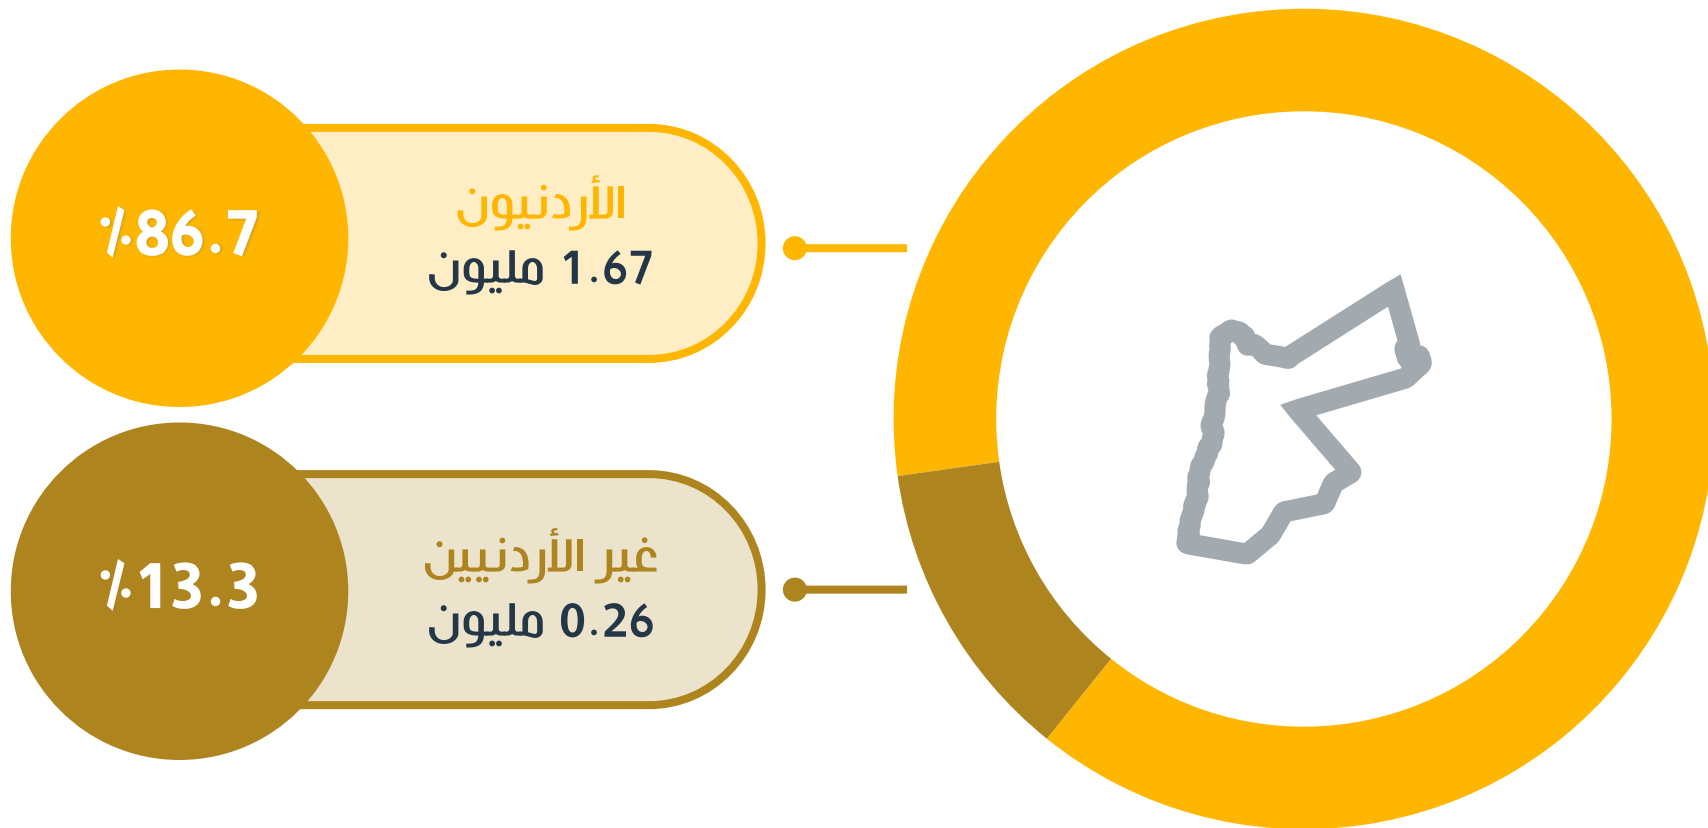 الأردنيون
1.67 مليون
٪86.7
غير الأردنيين
0.26 مليون
٪13.3